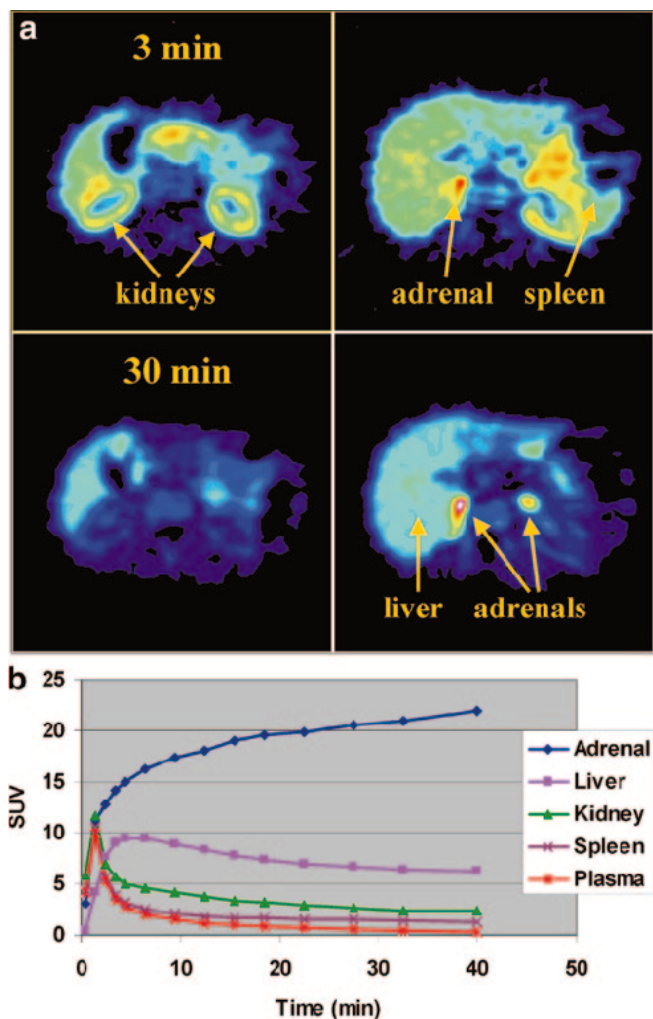 a
3 min
kidneys
adrenal spleen
30 min
liver adrenals
b
25
20
15
10
5
0
SUV
0 10 20 30 40 50
Time (min)
Adrenal
Liver
Kidney
Spleen
Plasma